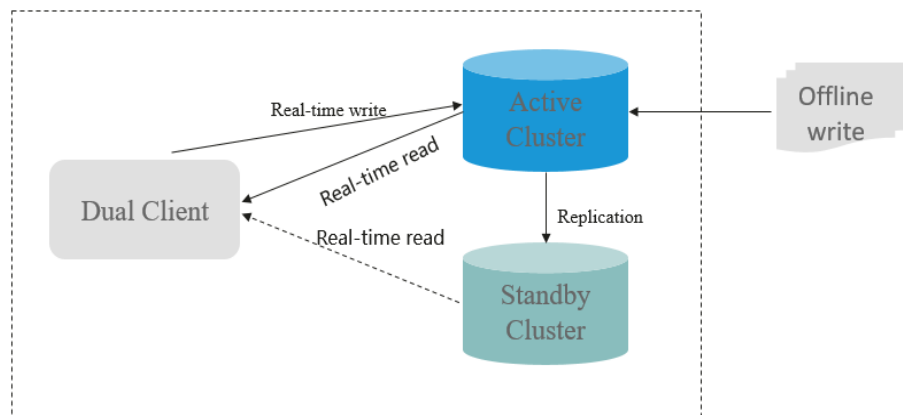 Real-time write
Active
Cluster
Offline
write
Real-time read
Dual Client
Replication
Real-time read
Standby
Cluster